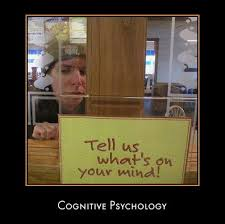 Tell us
what's on
your mind!
COGNITIVE PSYCHOLOGY